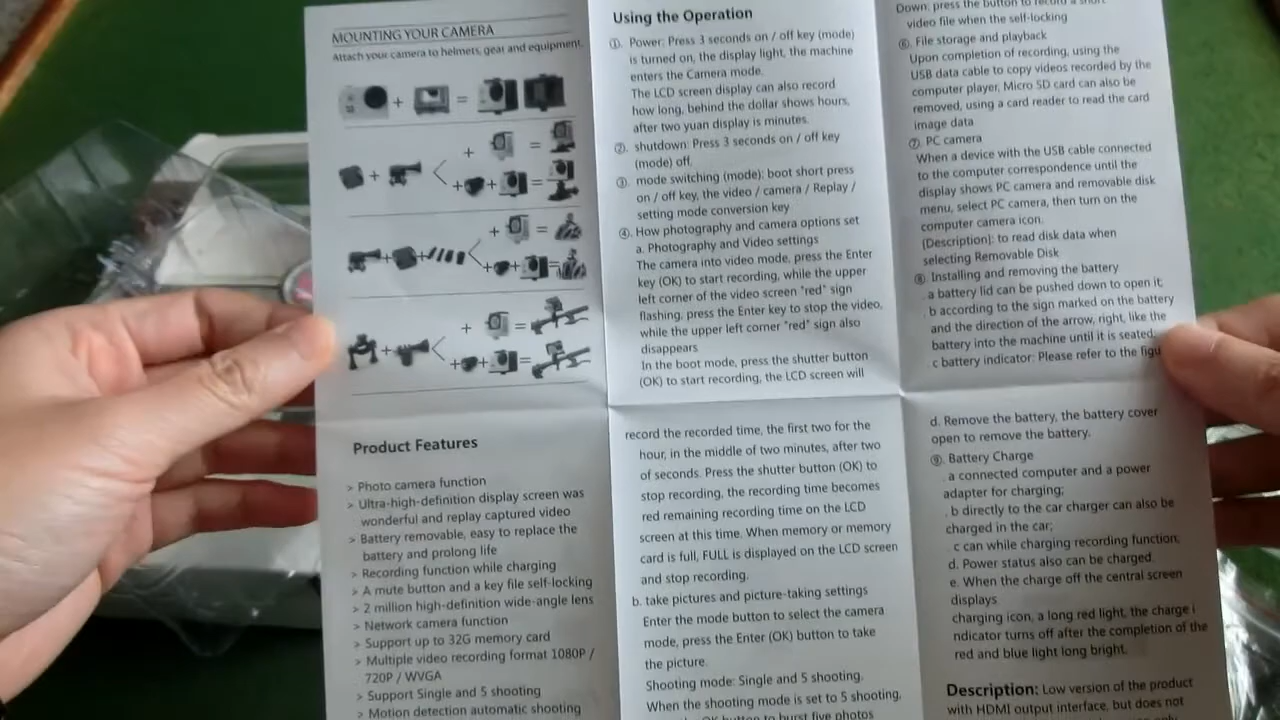 MOUNTING YOUR CAMERA
Attach your camera to helmets, gear and equipment.
+ =
+ =
+ <
+ + =
+ =
+ + <
+ + =
+ =
+ <
+ + =
Product Features
> Photo camera function
> Ultra-high-definition display screen was
wonderful and replay captured video
> Battery removable, easy to replace the
battery and prolong life
> Recording function while charging
> A mute button and a key file self-locking
> 2 million high-definition wide-angle lens
> Network camera function
> Support up to 32G memory card
> Multiple video recording format 1080P /
720P / WVGA
> Support Single and 5 shooting
> Motion detection automatic shooting
Using the Operation
①. Power: Press 3 seconds on / off key (mode)
is turned on, the display light, the machine
enters the Camera mode.
The LCD screen display can also record
how long, behind the dollar shows hours,
after two yuan display is minutes.
②. shutdown: Press 3 seconds on / off key
(mode) off.
③. mode switching (mode): boot short press
on / off key, the video / camera / Replay /
setting mode conversion key
④. How photography and camera options set
a. Photography and Video settings
The camera into video mode, press the Enter
key (OK) to start recording, while the upper
left corner of the video screen "red" sign
flashing, press the Enter key to stop the video,
while the upper left corner "red" sign also
disappears
In the boot mode, press the shutter button
(OK) to start recording, the LCD screen will
record the recorded time, the first two for the
hour, in the middle of two minutes, after two
of seconds. Press the shutter button (OK) to
stop recording, the recording time becomes
red remaining recording time on the LCD
screen at this time. When memory or memory
card is full, FULL is displayed on the LCD screen
and stop recording.
b. take pictures and picture-taking settings
Enter the mode button to select the camera
mode, press the Enter (OK) button to take
the picture.
Shooting mode: Single and 5 shooting.
When the shooting mode is set to 5 shooting,
OK button to burst five photos
Down: press the button to record a short
video file when the self-locking
⑥. File storage and playback
Upon completion of recording, using the
USB data cable to copy videos recorded by the
computer player, Micro SD card can also be
removed, using a card reader to read the card
image data
⑦. PC camera
When a device with the USB cable connected
to the computer correspondence until the
display shows PC camera and removable disk
menu, select PC camera, then turn on the
computer camera icon.
(Description): to read disk data when
selecting Removable Disk
⑧. Installing and removing the battery
. a battery lid can be pushed down to open it;
. b according to the sign marked on the battery
and the direction of the arrow, right, like the
battery into the machine until it is seated;
c battery indicator: Please refer to the figu
d. Remove the battery, the battery cover
open to remove the battery.
⑨. Battery Charge
. a connected computer and a power
adapter for charging;
. b directly to the car charger can also be
charged in the car;
c can while charging recording function;
d. Power status also can be charged.
e. When the charge off the central screen
displays
charging icon, a long red light, the charge i
ndicator turns off after the completion of the
red and blue light long bright.
Description: Low version of the product
with HDMI output interface, but does not